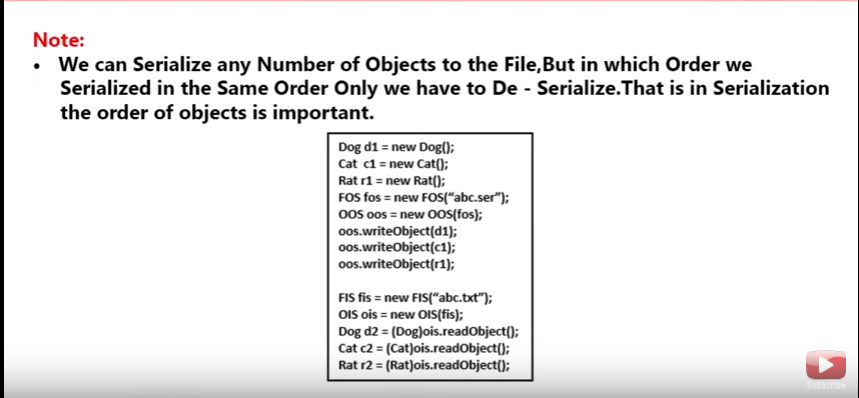 Note:
• We can Serialize any Number of Objects to the File,But in which Order we
Serialized in the Same Order Only we have to De - Serialize.That is in Serialization
the order of objects is important.
Dog d1 = new Dog();
Cat c1 = new Cat();
Rat r1 = new Rat();
FOS fos = new FOS("abc.ser");
OOS oos = new OOS(fos);
oos.writeObject(d1);
oos.writeObject(c1);
oos.writeObject(r1);
FIS fis = new FIS("abc.txt");
OIS ois = new OIS(fis);
Dog d2 = (Dog)ois.readObject();
Cat c2 = (Cat)ois.readObject();
Rat r2 = (Rat)ois.readObject();
Subscribe